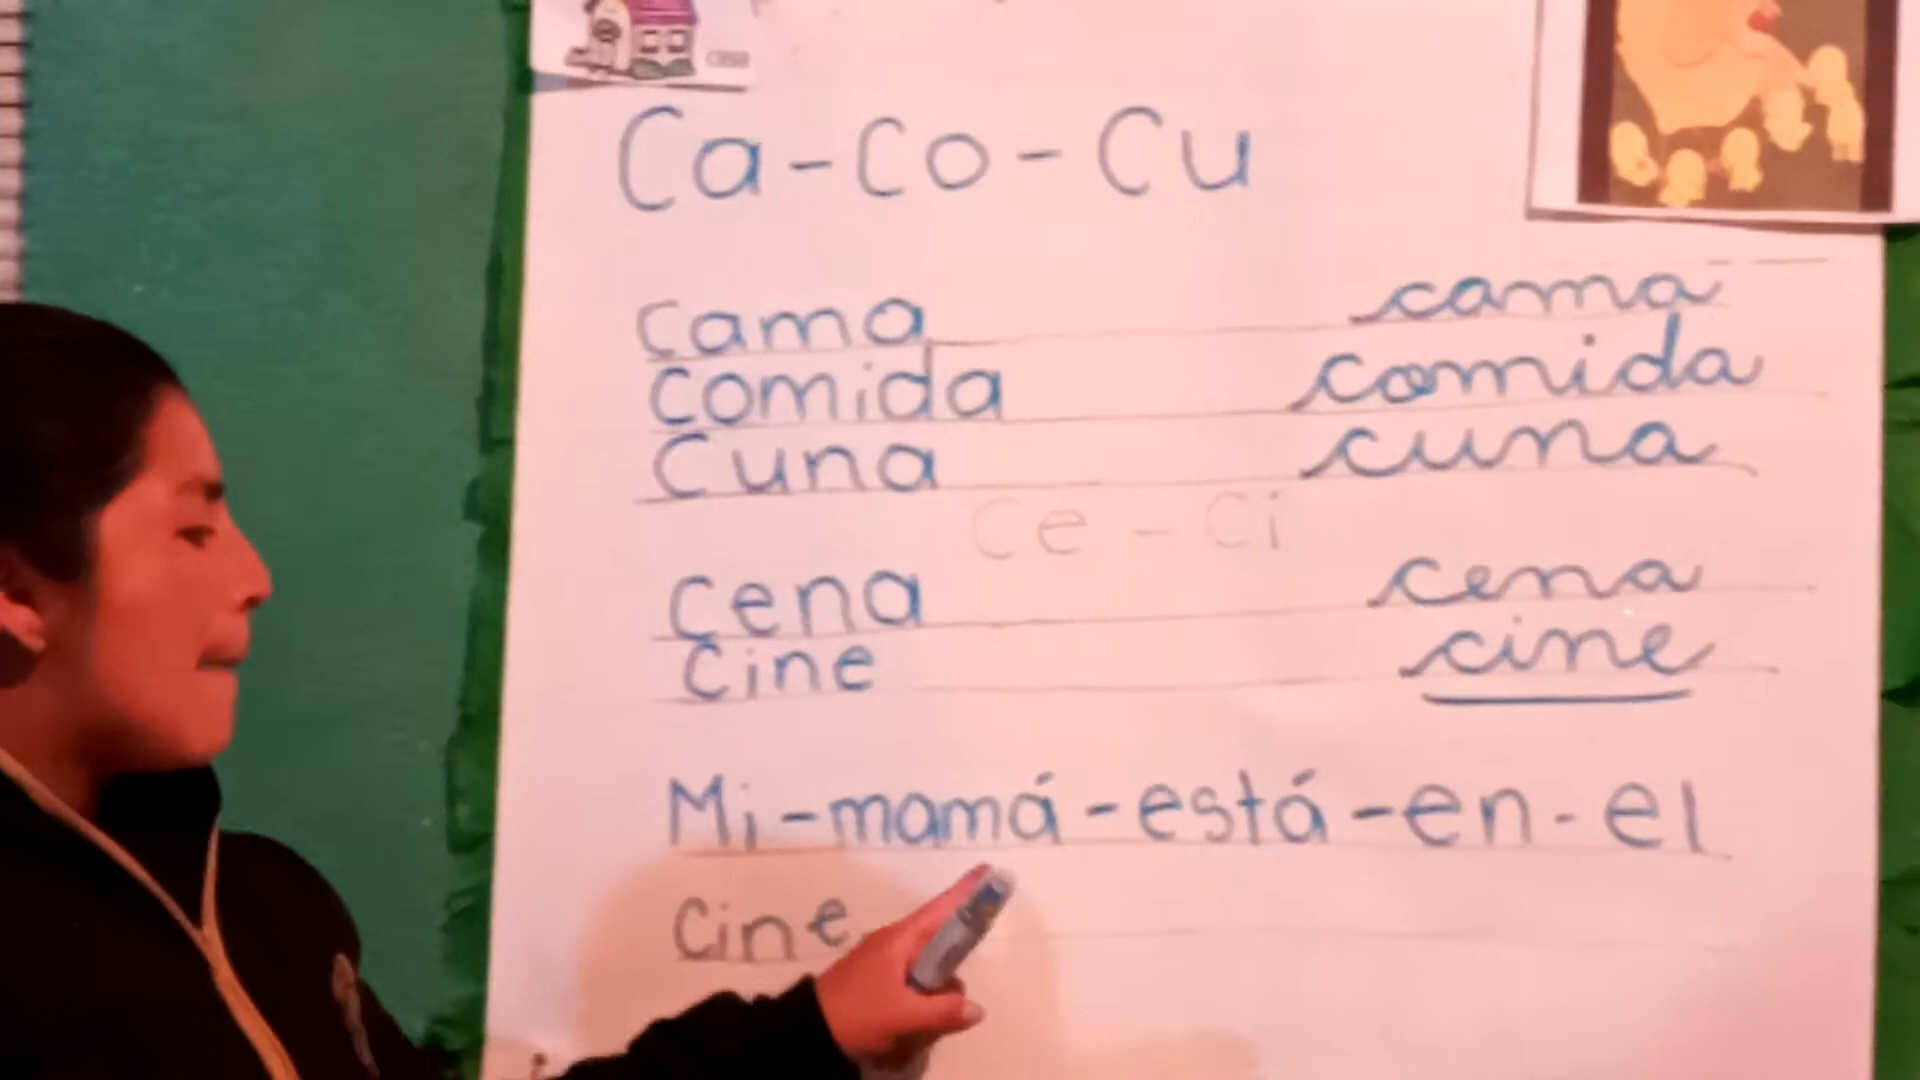 casa
Ca - Co - Cu
cama cama
comida comida
Cuna cuna
Ce - Ci
cena cena
Cine cine
Mi - mamá - está - en - el
Cine